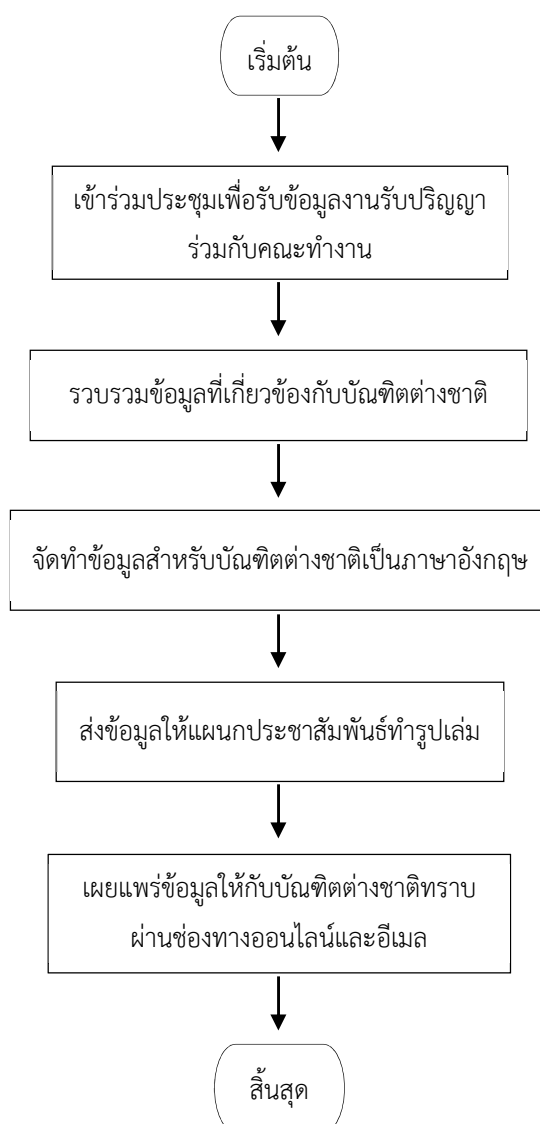 เริ่มต้น
เข้าร่วมประชุมเพื่อรับข้อมูลงานรับปริญญา
ร่วมกับคณะทำงาน
รวบรวมข้อมูลที่เกี่ยวข้องกับบัณฑิตต่างชาติ
จัดทำข้อมูลสำหรับบัณฑิตต่างชาติเป็นภาษาอังกฤษ
ส่งข้อมูลให้แผนกประชาสัมพันธ์ทำรูปเล่ม
เผยแพร่ข้อมูลให้กับบัณฑิตต่างชาติทราบ
ผ่านช่องทางออนไลน์และอีเมล
สิ้นสุด